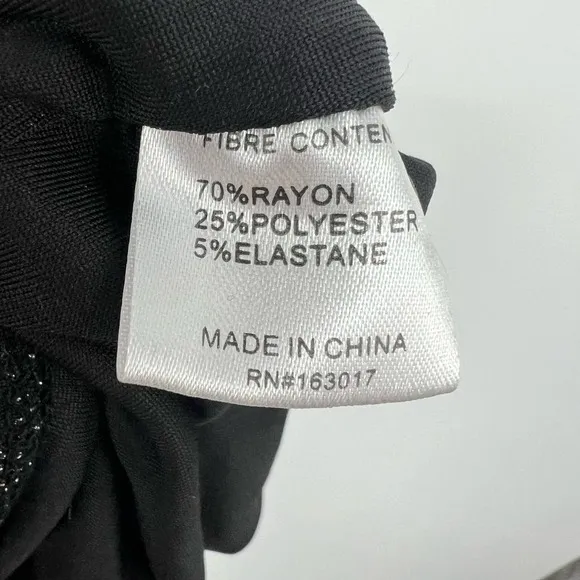 FIBRE CONTEN
70%RAYON
25%POLYESTER
5%ELASTANE
MADE IN CHINA
RN#163017